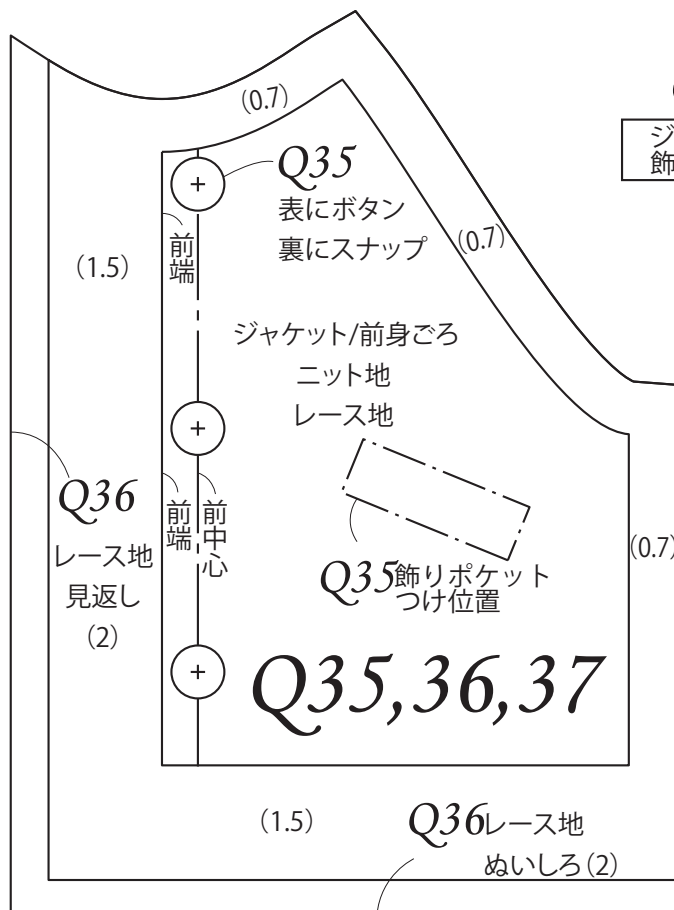 (0.7)
ジ
飾
Q35
表にボタン
裏にスナップ
前端
(1.5)
(0.7)
ジャケット/前身ごろ
ニット地
レース地
Q36
レース地
見返し
(2)
前端
前中心
Q35 飾りポケット
つけ位置
(0.7)
Q35,36,37
(1.5)
Q36レース地
ぬいしろ(2)